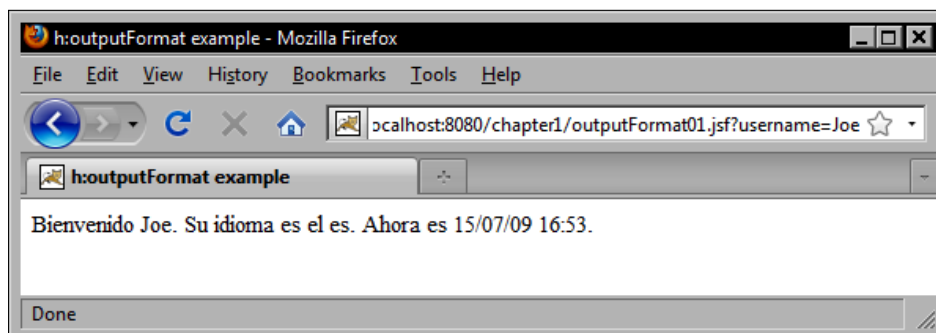 h:outputFormat example - Mozilla Firefox
File Edit View History Bookmarks Tools Help
ocalhost:8080/chapter1/outputFormat01.jsf?username=Joe
h:outputFormat example
Bienvenido Joe. Su idioma es el es. Ahora es 15/07/09 16:53.
Done